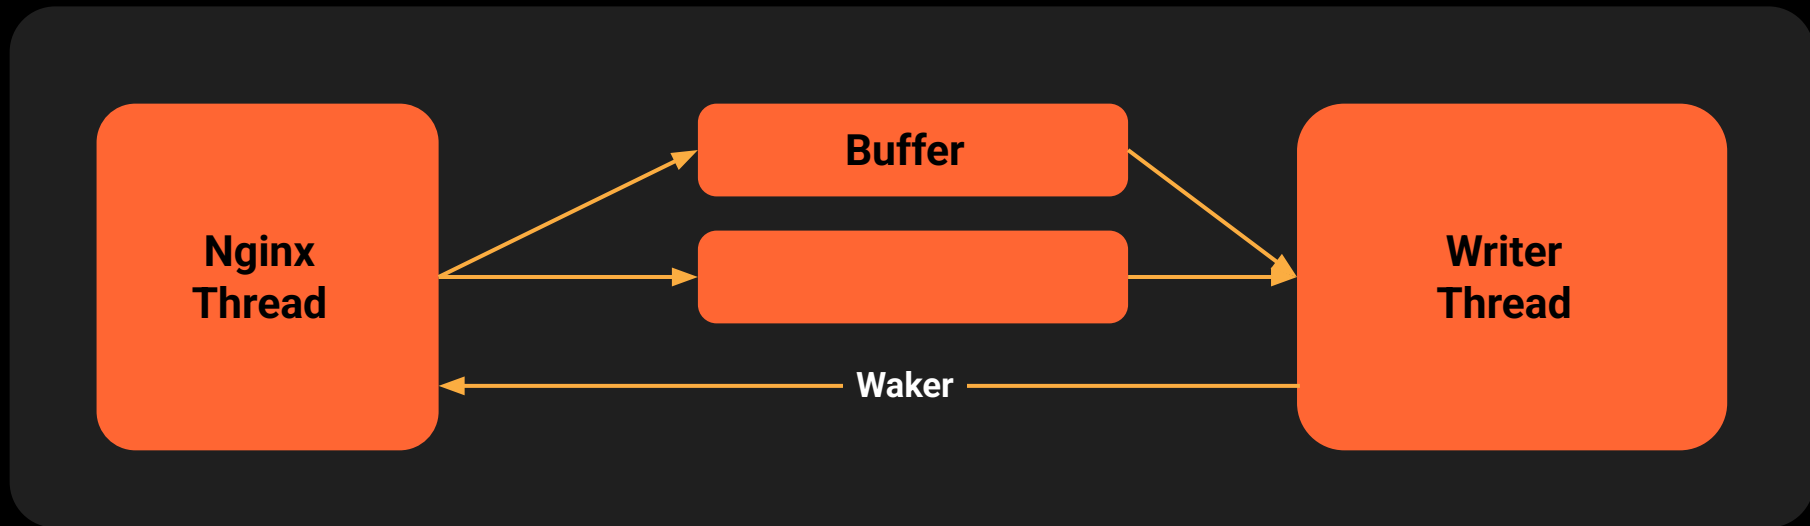 Nginx
Thread
Buffer
Waker
Writer
Thread